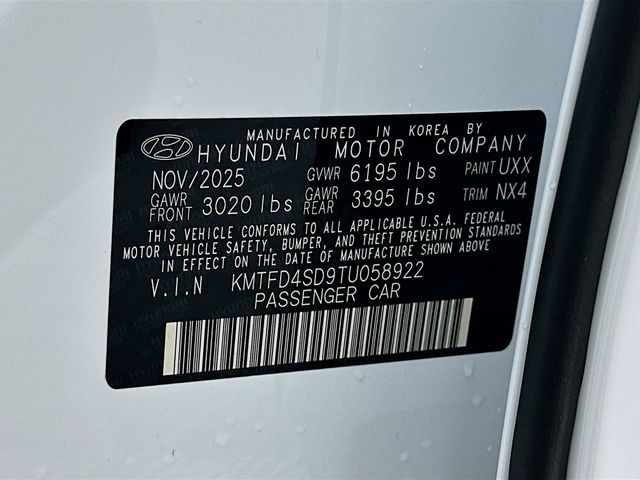 MANUFACTURED IN KOREA BY
HYUNDAI MOTOR COMPANY
NOV/2025 GVWR 6195 lbs PAINT UXX
GAWR FRONT 3020 lbs GAWR REAR 3395 lbs TRIM NX4
THIS VEHICLE CONFORMS TO ALL APPLICABLE U.S.A. FEDERAL
MOTOR VEHICLE SAFETY, BUMPER, AND THEFT PREVENTION STANDARDS
IN EFFECT ON THE DATE OF MANUFACTURE SHOWN ABOVE
V.I.N KMTFD4SD9TU058922
PASSENGER CAR